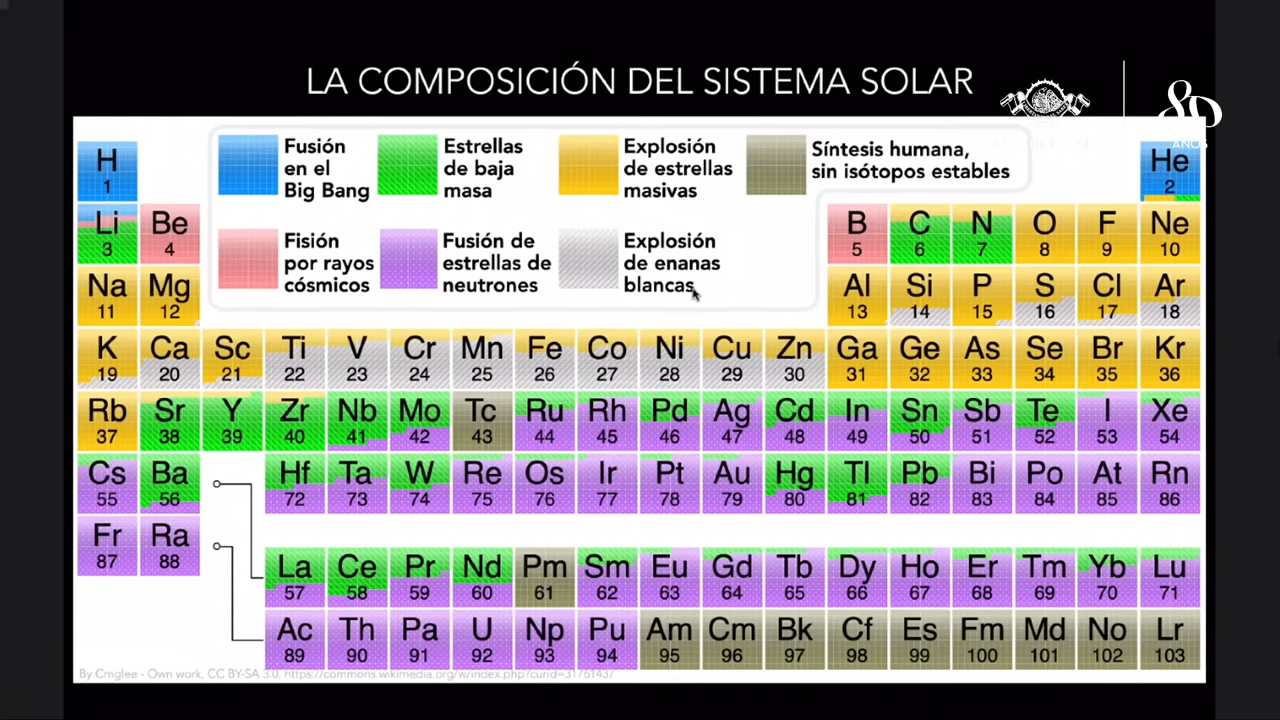 LA COMPOSICIÓN DEL SISTEMA SOLAR
80
AÑOS
Fusión
en el
Big Bang
Estrellas
de baja
masa
Explosión
de estrellas
masivas
Síntesis humana,
sin isótopos estables
Fisión
por rayos
cósmicos
Fusión de
estrellas de
neutrones
Explosión
de enanas
blancas
H He
1 2
Li Be B C N O F Ne
3 4 5 6 7 8 9 10
Na Mg Al Si P S Cl Ar
11 12 13 14 15 16 17 18
K Ca Sc Ti V Cr Mn Fe Co Ni Cu Zn Ga Ge As Se Br Kr
19 20 21 22 23 24 25 26 27 28 29 30 31 32 33 34 35 36
Rb Sr Y Zr Nb Mo Tc Ru Rh Pd Ag Cd In Sn Sb Te I Xe
37 38 39 40 41 42 43 44 45 46 47 48 49 50 51 52 53 54
Cs Ba Hf Ta W Re Os Ir Pt Au Hg Tl Pb Bi Po At Rn
55 56 72 73 74 75 76 77 78 79 80 81 82 83 84 85 86
Fr Ra
87 88
La Ce Pr Nd Pm Sm Eu Gd Tb Dy Ho Er Tm Yb Lu
57 58 59 60 61 62 63 64 65 66 67 68 69 70 71
Ac Th Pa U Np Pu Am Cm Bk Cf Es Fm Md No Lr
89 90 91 92 93 94 95 96 97 98 99 100 101 102 103
By Cmglee - Own work, CC BY-SA 3.0, https://commons.wikimedia.org/w/index.php?curid=31761437